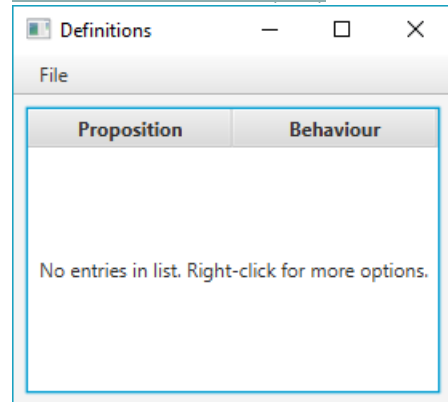 Definitions
File
Proposition Behaviour
No entries in list. Right-click for more options.